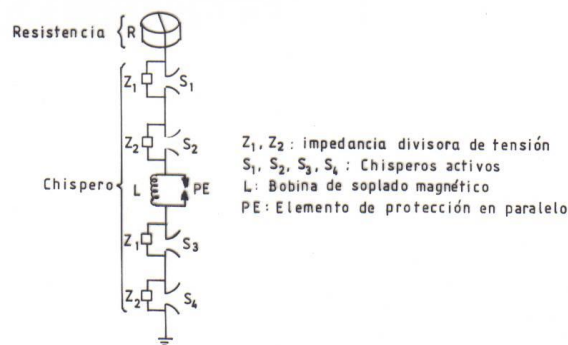 Resistencia { R
Z₁ S₁
Z₂ S₂
Chispero { L PE
Z₁ S₃
Z₂ S₄
Z₁, Z₂ : impedancia divisora de tensión
S₁, S₂, S₃, S₄ : Chisperos activos
L: Bobina de soplado magnético
PE: Elemento de protección en paralelo